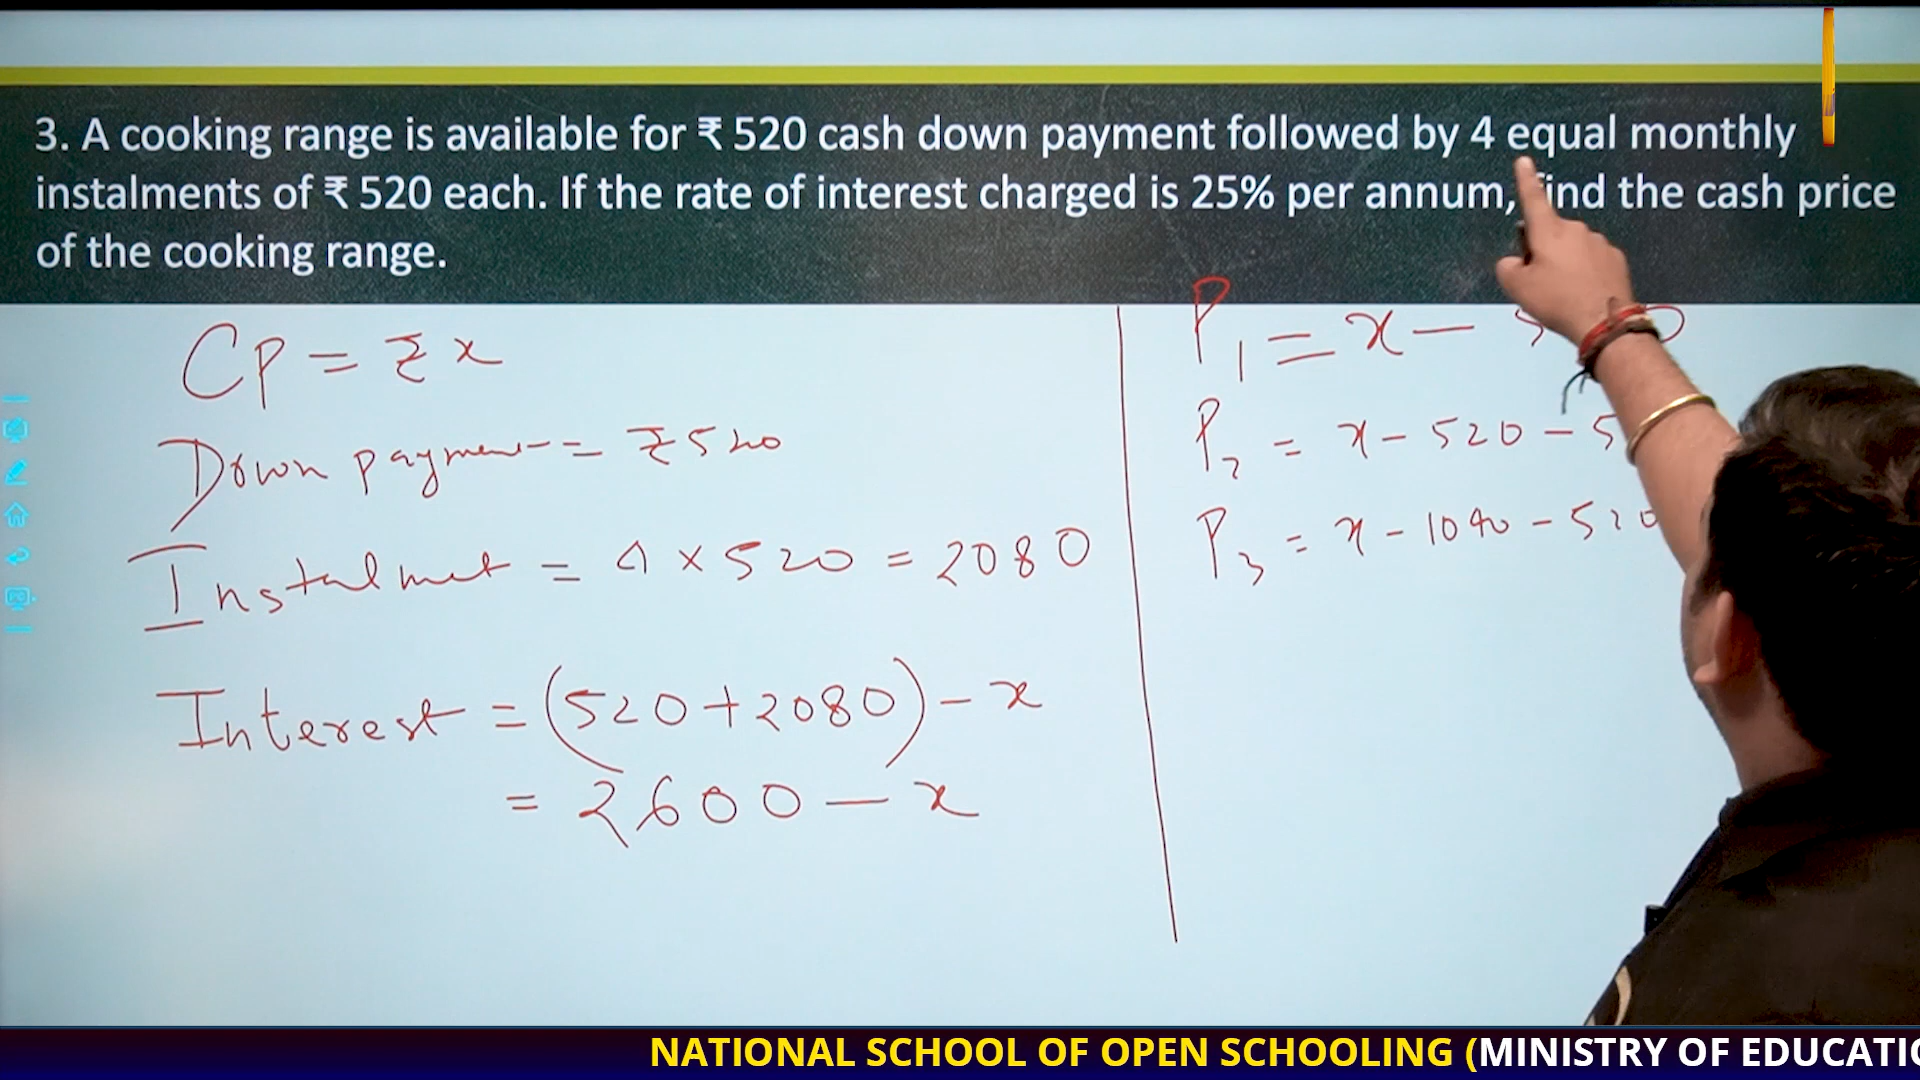 3. A cooking range is available for ₹ 520 cash down payment followed by 4 equal monthly
instalments of ₹ 520 each. If the rate of interest charged is 25% per annum, find the cash price
of the cooking range.
CP = ₹ x
Down payment = ₹ 520
Instalmet = 4 × 520 = 2080
Interest = (520 + 2080) - x
= 2600 - x
P1 = x -
P2 = x - 520 -
P3 = x - 1040 - 520
NATIONAL SCHOOL OF OPEN SCHOOLING (MINISTRY OF EDUCATIO